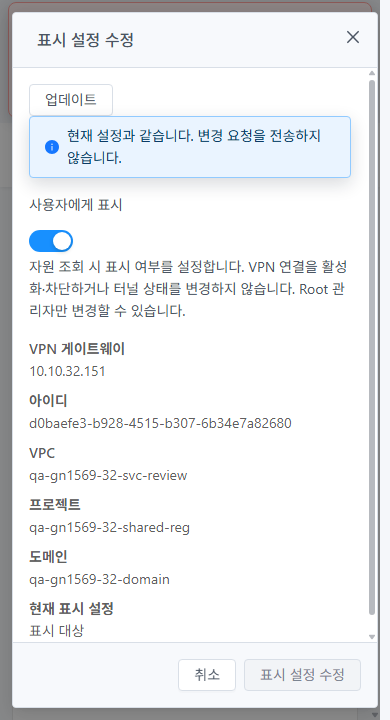 표시 설정 수정
업데이트
현재 설정과 같습니다. 변경 요청을 전송하지
않습니다.
사용자에게 표시
자원 조회 시 표시 여부를 설정합니다. VPN 연결을 활성
화·차단하거나 터널 상태를 변경하지 않습니다. Root 관
리자만 변경할 수 있습니다.
VPN 게이트웨이
10.10.32.151
아이디
d0baefe3-b928-4515-b307-6b34e7a82680
VPC
qa-gn1569-32-svc-review
프로젝트
qa-gn1569-32-shared-reg
도메인
qa-gn1569-32-domain
현재 표시 설정
표시 대상
취소
표시 설정 수정